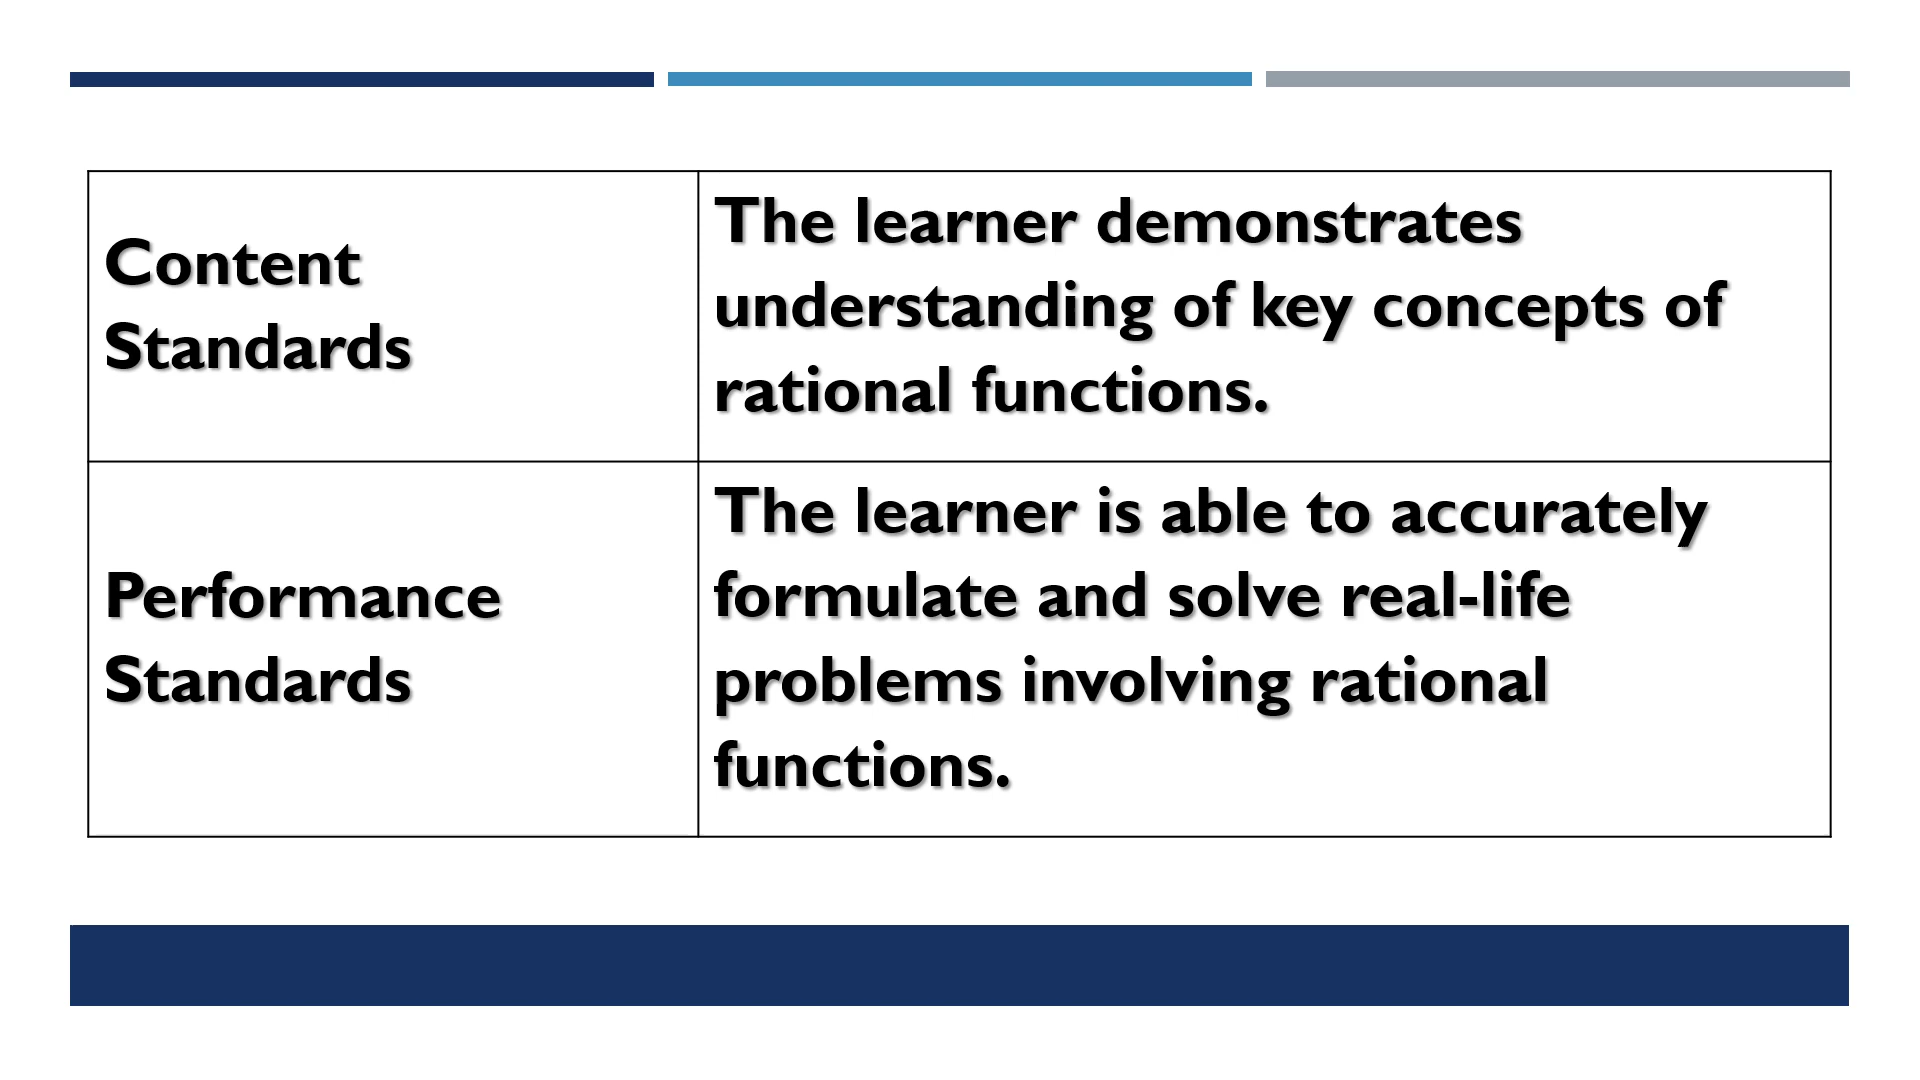 Content
Standards
The learner demonstrates
understanding of key concepts of
rational functions.
Performance
Standards
The learner is able to accurately
formulate and solve real-life
problems involving rational
functions.